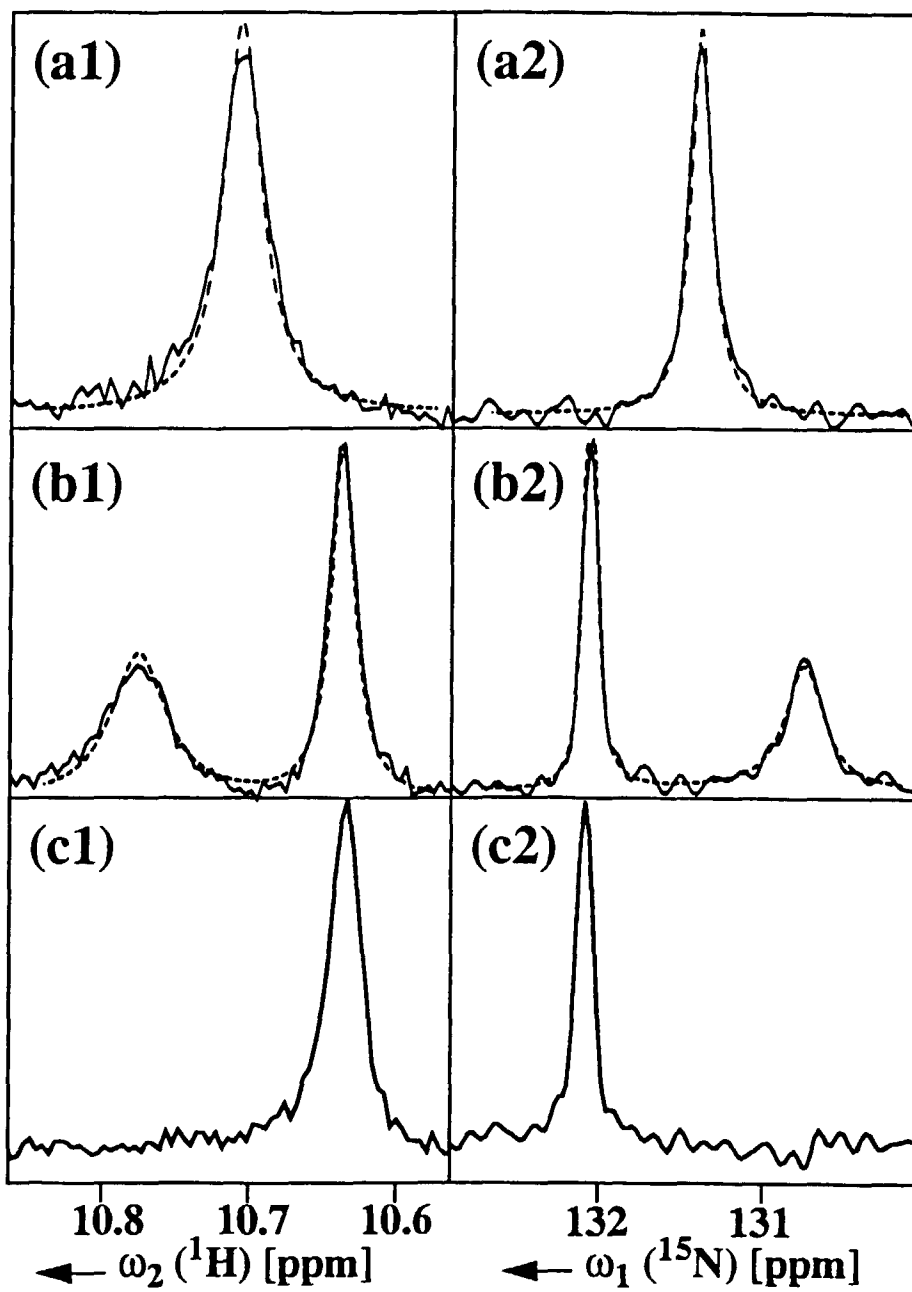 (a1) (a2)
(b1) (b2)
(c1) (c2)
10.8 10.7 10.6 132 131
← ω₂ (¹H) [ppm] ← ω₁ (¹⁵N) [ppm]